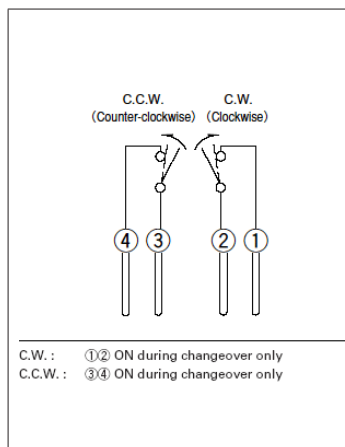 C.C.W. C.W.
(Counter-clockwise) (Clockwise)
④ ③ ② ①
C.W. : ①② ON during changeover only
C.C.W. : ③④ ON during changeover only